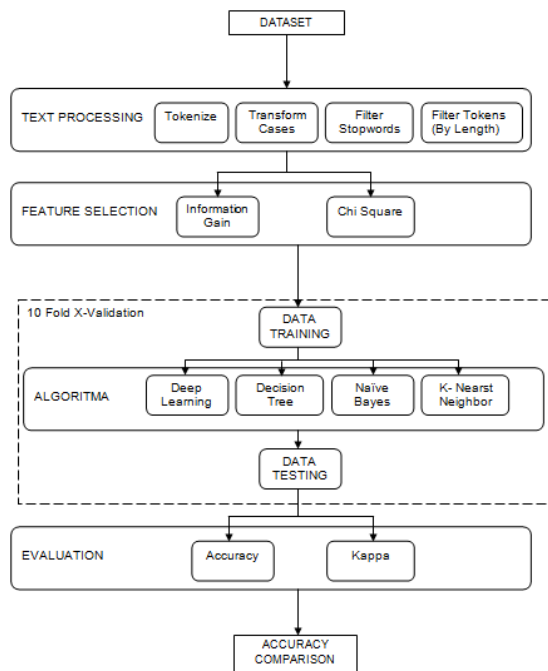 DATASET
TEXT PROCESSING
Tokenize
Transform
Cases
Filter
Stopwords
Filter Tokens
(By Length)
FEATURE SELECTION
Information
Gain
Chi Square
10 Fold X-Validation
DATA
TRAINING
ALGORITMA
Deep
Learning
Decision
Tree
Naïve
Bayes
K- Nearst
Neighbor
DATA
TESTING
EVALUATION
Accuracy
Kappa
ACCURACY
COMPARISON